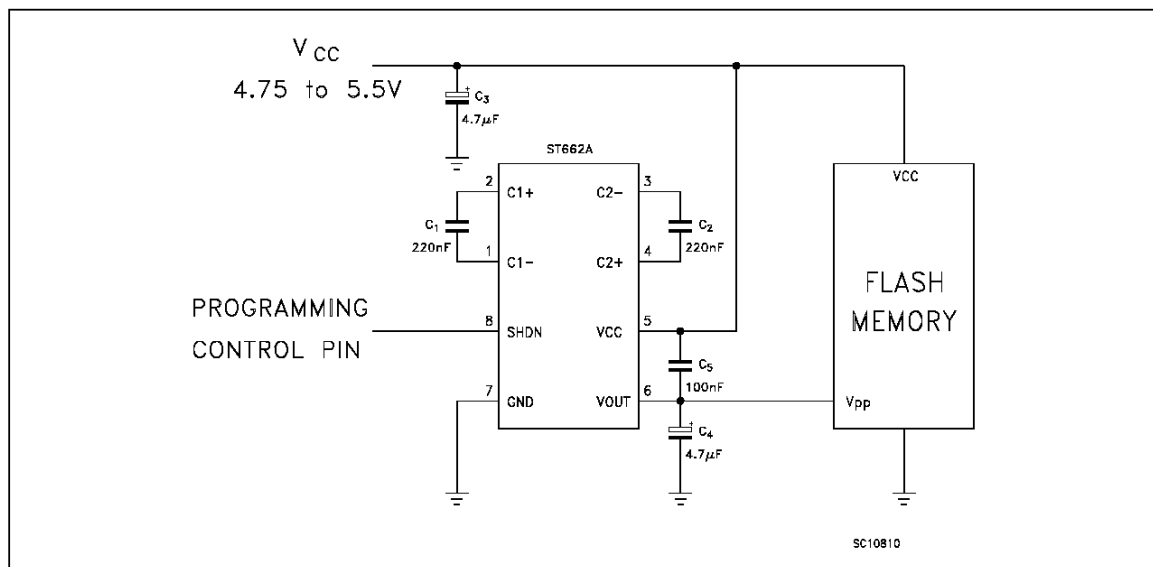 VCC
4.75 to 5.5V
+
C3
4.7μF
ST662A
2
C1+
C2-
3
C1
220nF
C2
220nF
1
C1-
C2+
4
PROGRAMMING
CONTROL PIN
8
SHDN
VCC
5
C5
100nF
7
GND
VOUT
6
+
C4
4.7μF
VCC
FLASH
MEMORY
Vpp
SC10810